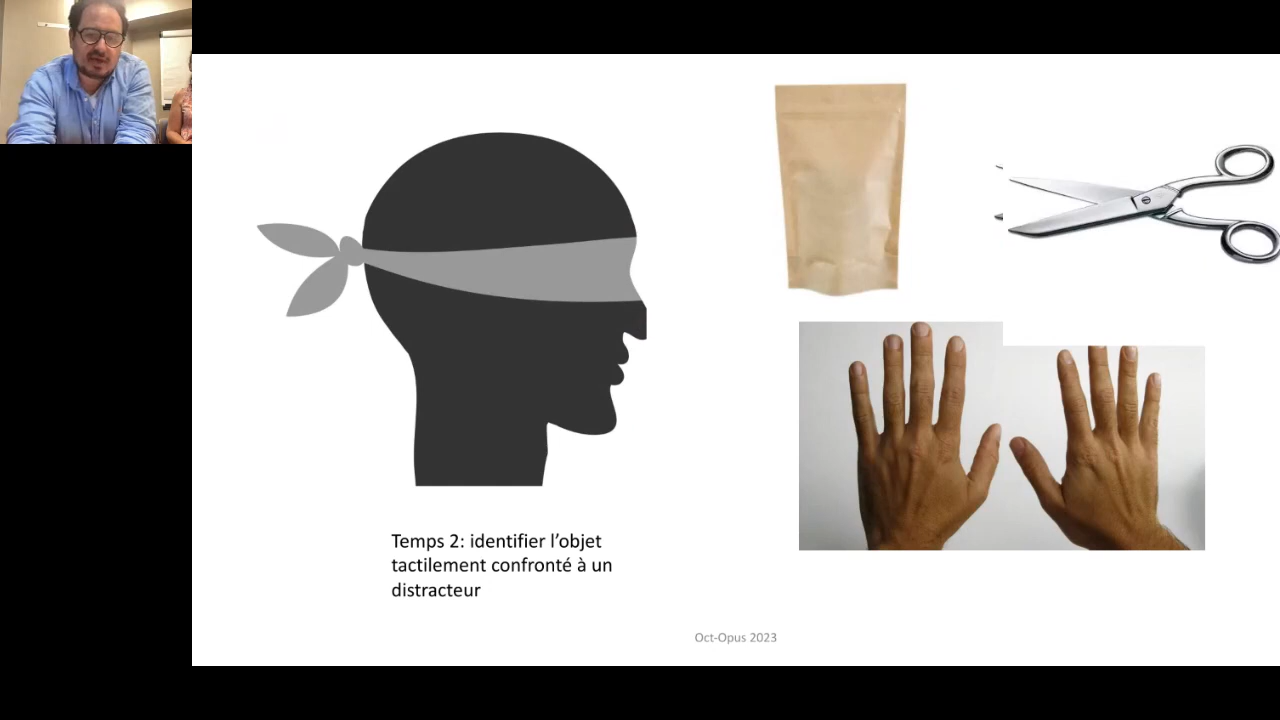 Temps 2: identifier l’objet
tactilement confronté à un
distracteur
Oct-Opus 2023